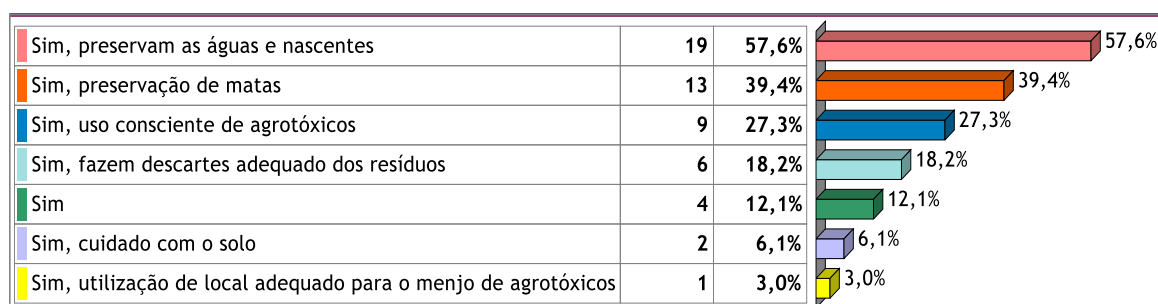 Sim, preservam as águas e nascentes 19 57,6% 57,6%
Sim, preservação de matas 13 39,4% 39,4%
Sim, uso consciente de agrotóxicos 9 27,3% 27,3%
Sim, fazem descartes adequado dos resíduos 6 18,2% 18,2%
Sim 4 12,1% 12,1%
Sim, cuidado com o solo 2 6,1% 6,1%
Sim, utilização de local adequado para o menjo de agrotóxicos 1 3,0% 3,0%